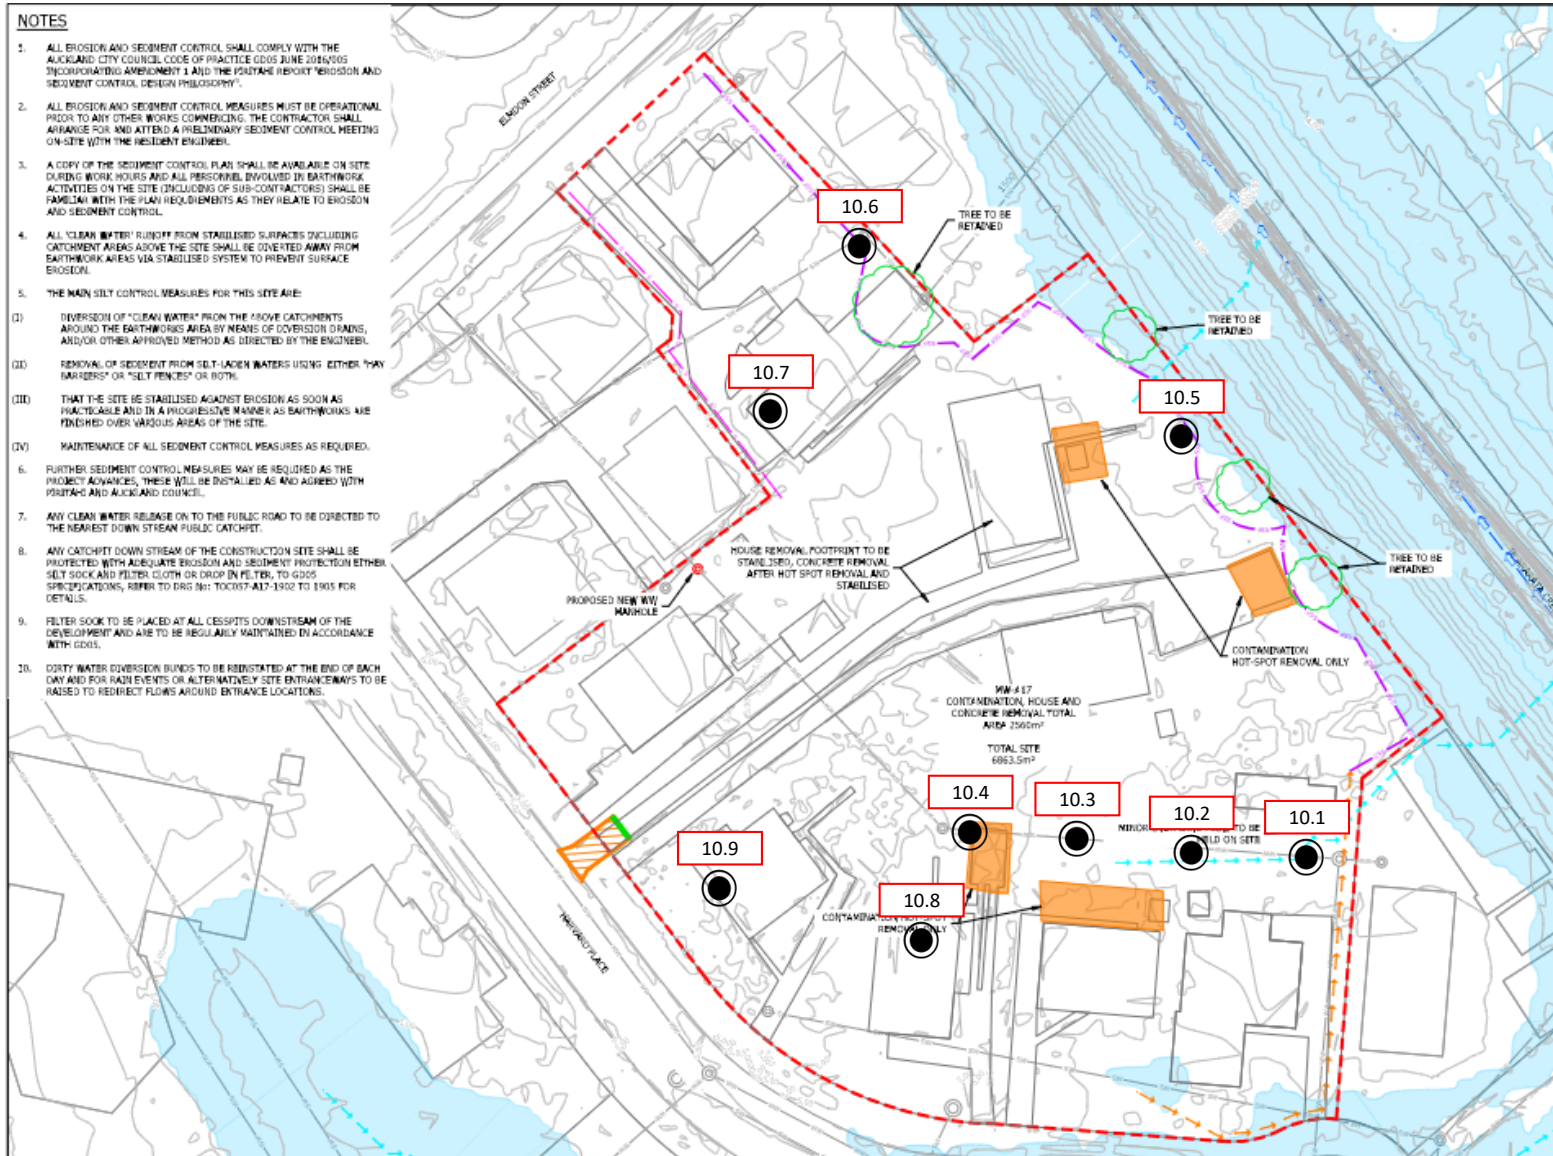 NOTES
1. ALL EROSION AND SEDIMENT CONTROL SHALL COMPLY WITH THE
AUCKLAND CITY COUNCIL CODE OF PRACTICE GD05 JUNE 2016/005
INCORPORATING AMENDMENT 1 AND THE PIRITAHI REPORT "EROSION AND
SEDIMENT CONTROL DESIGN PHILOSOPHY".
2. ALL EROSION AND SEDIMENT CONTROL MEASURES MUST BE OPERATIONAL
PRIOR TO ANY OTHER WORKS COMMENCING. THE CONTRACTOR SHALL
ARRANGE FOR AND ATTEND A PRELIMINARY SEDIMENT CONTROL MEETING
ON-SITE WITH THE RESIDENT ENGINEER.
3. A COPY OF THE SEDIMENT CONTROL PLAN SHALL BE AVAILABLE ON SITE
DURING WORK HOURS AND ALL PERSONNEL INVOLVED IN EARTHWORK
ACTIVITIES ON THE SITE (INCLUDING OF SUB-CONTRACTORS) SHALL BE
FAMILIAR WITH THE PLAN REQUIREMENTS AS THEY RELATE TO EROSION
AND SEDIMENT CONTROL.
4. ALL 'CLEAN WATER' RUNOFF FROM STABILISED SURFACES INCLUDING
CATCHMENT AREAS ABOVE THE SITE SHALL BE DIVERTED AWAY FROM
EARTHWORK AREAS VIA STABILISED SYSTEM TO PREVENT SURFACE
EROSION.
5. THE MAIN SILT CONTROL MEASURES FOR THIS SITE ARE:
(I) DIVERSION OF "CLEAN WATER" FROM THE ABOVE CATCHMENTS
AROUND THE EARTHWORKS AREA BY MEANS OF DIVERSION DRAINS,
AND/OR OTHER APPROVED METHOD AS DIRECTED BY THE ENGINEER.
(II) REMOVAL OF SEDIMENT FROM SILT-LADEN WATERS USING EITHER "HAY
BARRIERS" OR "SILT FENCES" OR BOTH.
(III) THAT THE SITE BE STABILISED AGAINST EROSION AS SOON AS
PRACTICABLE AND IN A PROGRESSIVE MANNER AS EARTHWORKS ARE
FINISHED OVER VARIOUS AREAS OF THE SITE.
(IV) MAINTENANCE OF ALL SEDIMENT CONTROL MEASURES AS REQUIRED.
6. FURTHER SEDIMENT CONTROL MEASURES MAY BE REQUIRED AS THE
PROJECT ADVANCES, THESE WILL BE INSTALLED AS AND AGREED WITH
PIRITAHI AND AUCKLAND COUNCIL.
7. ANY CLEAN WATER RELEASE ON TO THE PUBLIC ROAD TO BE DIRECTED TO
THE NEAREST DOWN STREAM PUBLIC CATCHPIT.
8. ANY CATCHPIT DOWN STREAM OF THE CONSTRUCTION SITE SHALL BE
PROTECTED WITH ADEQUATE EROSION AND SEDIMENT PROTECTION EITHER
SILT SOCK AND FILTER CLOTH OR DROP IN FILTER, TO GD05
SPECIFICATIONS, REFER TO DRG No: TOC057-A17-1902 TO 1905 FOR
DETAILS.
9. FILTER SOCK TO BE PLACED AT ALL CESSPITS DOWNSTREAM OF THE
DEVELOPMENT AND ARE TO BE REGULARLY MAINTAINED IN ACCORDANCE
WITH GD05.
10. DIRTY WATER DIVERSION BUNDS TO BE REINSTATED AT THE END OF EACH
DAY AND FOR RAIN EVENTS OR ALTERNATIVELY SITE ENTRANCEWAYS TO BE
RAISED TO REDIRECT FLOWS AROUND ENTRANCE LOCATIONS.
ELMDON STREET
10.6
TREE TO BE
RETAINED
1500
TREE TO BE
RETAINED
10.7
10.5
HOUSE REMOVAL FOOTPRINT TO BE
STABILISED, CONCRETE REMOVAL
AFTER HOT SPOT REMOVAL AND
STABILISED
TREE TO BE
RETAINED
PROPOSED NEW WW
MANHOLE
CONTAMINATION
HOT-SPOT REMOVAL ONLY
MW-A17
CONTAMINATION, HOUSE AND
CONCRETE REMOVAL TOTAL
AREA 2560m²
TOTAL SITE
6863.5m²
10.4
10.3
10.2
10.1
MINOR TO BE
ON SITE
10.9
10.8
CONTAMINATION HOT-SPOT
REMOVAL ONLY
HAYWARD PLACE